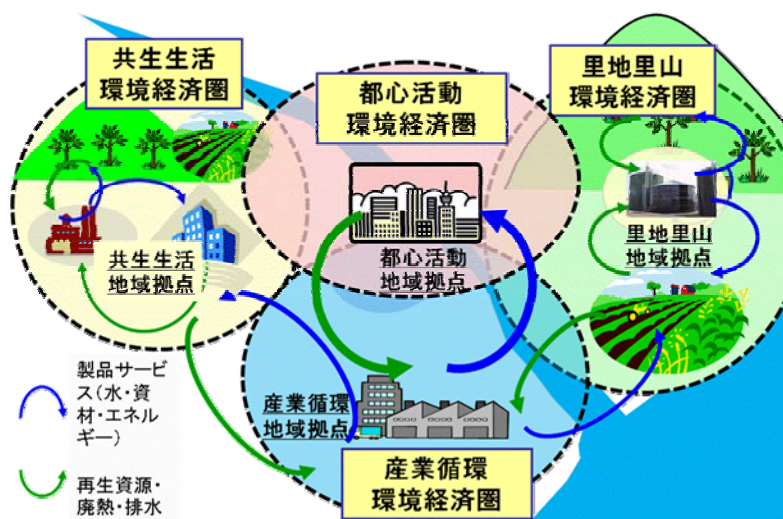 共生生活
環境経済圏
都心活動
環境経済圏
里地里山
環境経済圏
共生生活
地域拠点
都心活動
地域拠点
里地里山
地域拠点
産業循環
地域拠点
産業循環
環境経済圏
製品サービ
ス(水・資
材・エネル
ギー)
再生資源・
廃熱・排水